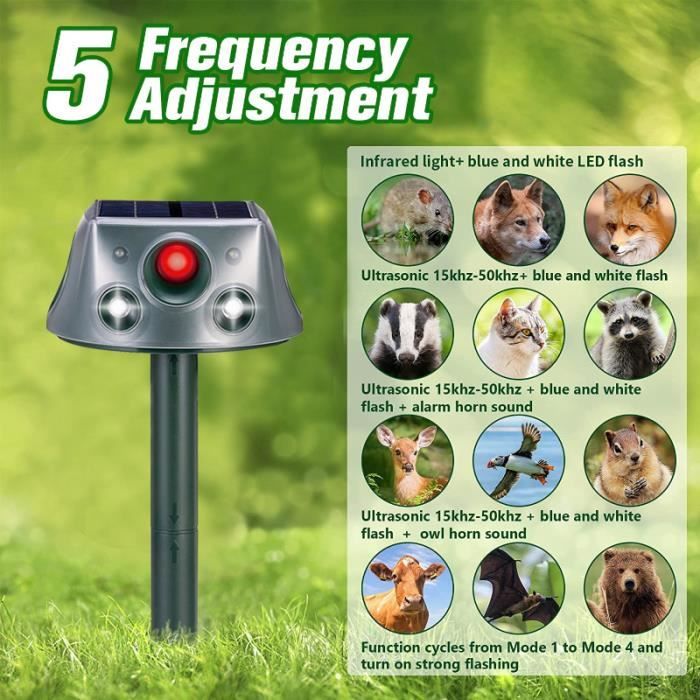 5 Frequency
Adjustment
Infrared light+ blue and white LED flash
Ultrasonic 15khz-50khz+ blue and white flash
Ultrasonic 15khz-50khz + blue and white
flash + alarm horn sound
Ultrasonic 15khz-50khz + blue and white
flash + owl horn sound
Function cycles from Mode 1 to Mode 4 and
turn on strong flashing